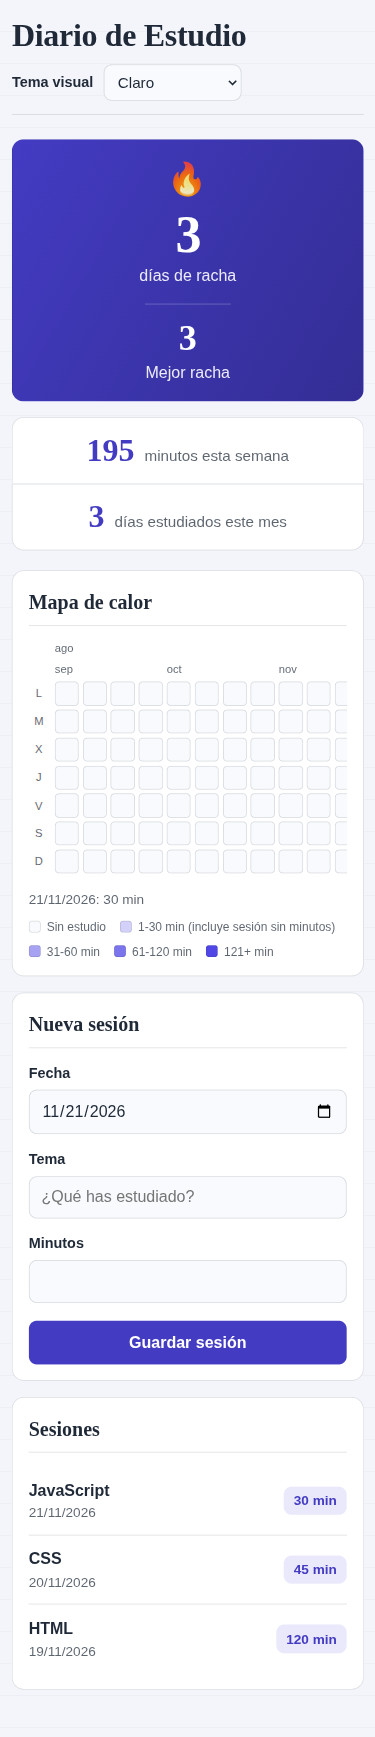 Diario de Estudio
Tema visual Claro
🔥
3
días de racha
3
Mejor racha
195 minutos esta semana
3 días estudiados este mes
Mapa de calor
ago
sep oct nov
L
M
X
J
V
S
D
21/11/2026: 30 min
Sin estudio 1-30 min (incluye sesión sin minutos)
31-60 min 61-120 min 121+ min
Nueva sesión
Fecha
11/21/2026
Tema
¿Qué has estudiado?
Minutos
Guardar sesión
Sesiones
JavaScript
21/11/2026
30 min
CSS
20/11/2026
45 min
HTML
19/11/2026
120 min